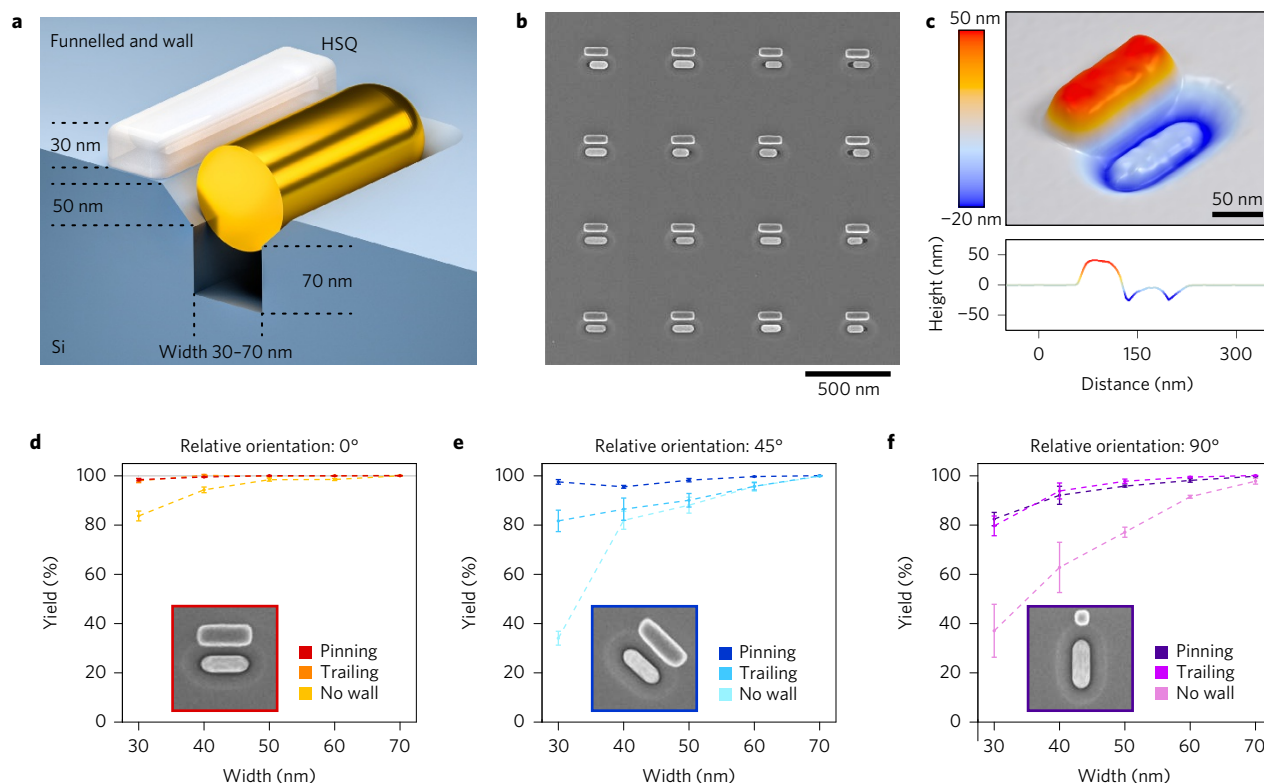 a
Funnelled and wall
HSQ
30 nm
50 nm
70 nm
Si
Width 30–70 nm
b
500 nm
c
50 nm
−20 nm
50 nm
Height (nm)
50
0
−50
0
150
300
Distance (nm)
d
Relative orientation: 0°
Yield (%)
100
80
60
40
20
0
Pinning
Trailing
No wall
30
40
50
60
70
Width (nm)
e
Relative orientation: 45°
Yield (%)
100
80
60
40
20
0
Pinning
Trailing
No wall
30
40
50
60
70
Width (nm)
f
Relative orientation: 90°
Yield (%)
100
80
60
40
20
0
Pinning
Trailing
No wall
30
40
50
60
70
Width (nm)